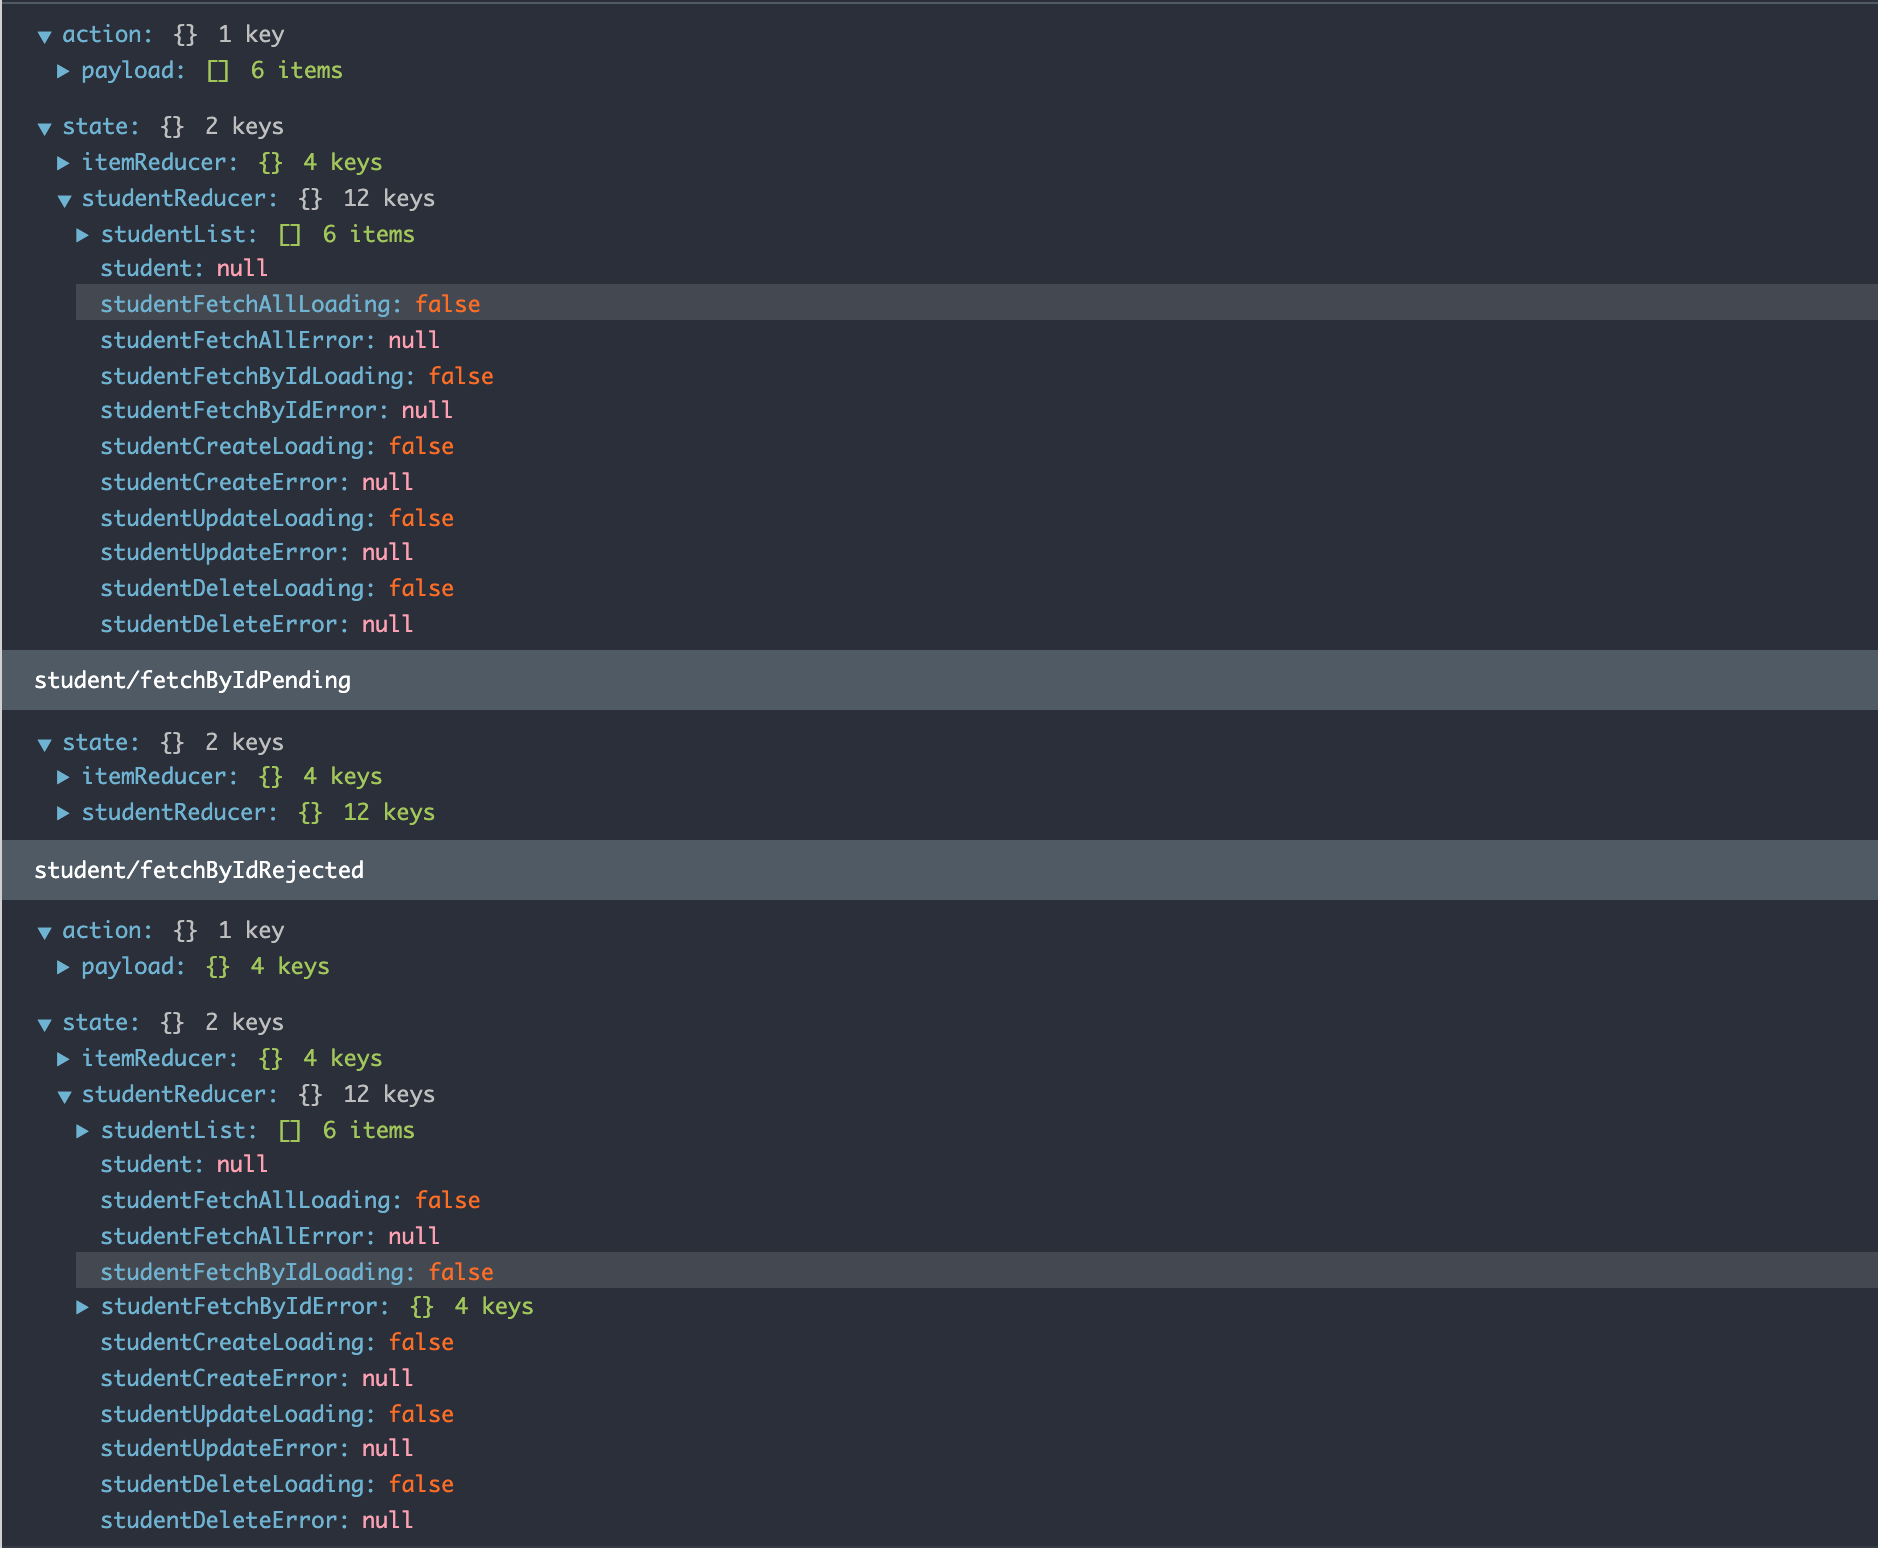 action: {} 1 key
payload: [] 6 items
state: {} 2 keys
itemReducer: {} 4 keys
studentReducer: {} 12 keys
studentList: [] 6 items
student: null
studentFetchAllLoading: false
studentFetchAllError: null
studentFetchByIdLoading: false
studentFetchByIdError: null
studentCreateLoading: false
studentCreateError: null
studentUpdateLoading: false
studentUpdateError: null
studentDeleteLoading: false
studentDeleteError: null
student/fetchByIdPending
state: {} 2 keys
itemReducer: {} 4 keys
studentReducer: {} 12 keys
student/fetchByIdRejected
action: {} 1 key
payload: {} 4 keys
state: {} 2 keys
itemReducer: {} 4 keys
studentReducer: {} 12 keys
studentList: [] 6 items
student: null
studentFetchAllLoading: false
studentFetchAllError: null
studentFetchByIdLoading: false
studentFetchByIdError: {} 4 keys
studentCreateLoading: false
studentCreateError: null
studentUpdateLoading: false
studentUpdateError: null
studentDeleteLoading: false
studentDeleteError: null